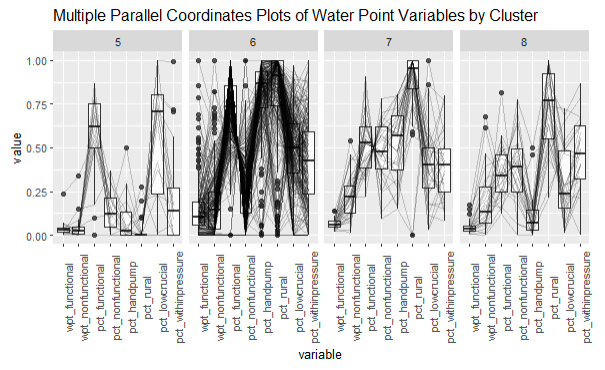 Multiple Parallel Coordinates Plots of Water Point Variables by Cluster
5 6 7 8
1.00
0.75
0.50
0.25
0.00
value
wpt_functional
wpt_nonfunctional
pct_functional
pct_nonfunctional
pct_handpump
pct_rural
pct_lowcrucial
pct_withinpressure
wpt_functional
wpt_nonfunctional
pct_functional
pct_nonfunctional
pct_handpump
pct_rural
pct_lowcrucial
pct_withinpressure
wpt_functional
wpt_nonfunctional
pct_functional
pct_nonfunctional
pct_handpump
pct_rural
pct_lowcrucial
pct_withinpressure
wpt_functional
wpt_nonfunctional
pct_functional
pct_nonfunctional
pct_handpump
pct_rural
pct_lowcrucial
pct_withinpressure
variable